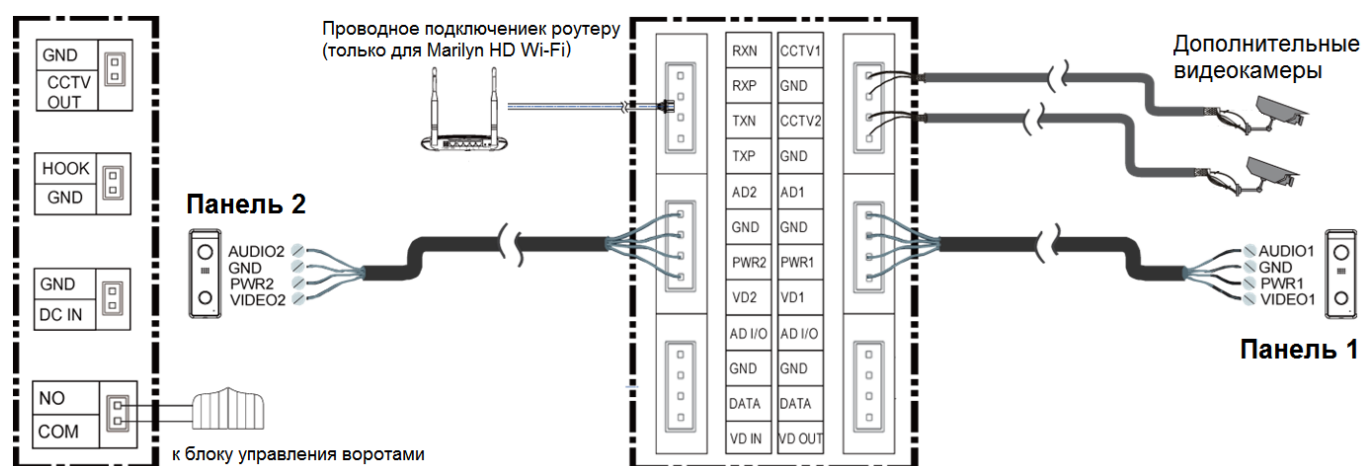 GND
CCTV
OUT
HOOK
GND
GND
DC IN
NO
COM
к блоку управления воротами
Панель 2
AUDIO2
GND
PWR2
VIDEO2
Проводное подключениек роутеру
(только для Marilyn HD Wi-Fi)
RXN CCTV1
RXP GND
TXN CCTV2
TXP GND
AD2 AD1
GND GND
PWR2 PWR1
VD2 VD1
AD I/O AD I/O
GND GND
DATA DATA
VD IN VD OUT
Дополнительные
видеокамеры
AUDIO1
GND
PWR1
VIDEO1
Панель 1